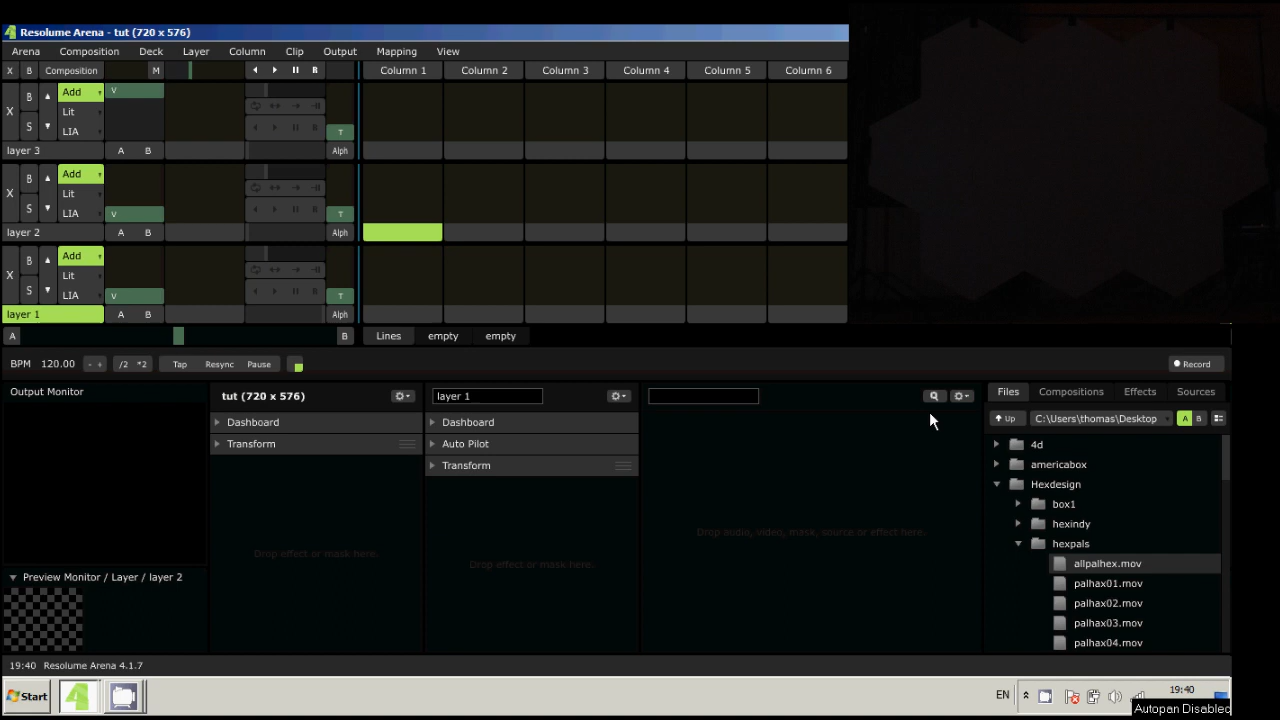 Resolume Arena - tut (720 x 576)
Arena Composition Deck Layer Column Clip Output Mapping View
X B Composition M B Column 1 Column 2 Column 3 Column 4 Column 5 Column 6
X B S Add Lit LIA V T
layer 3 A B Alph
X B S Add Lit LIA V T
layer 2 A B Alph
X B S Add Lit LIA V T
layer 1 A B Alph
A B Lines empty empty
BPM 120.00 - + /2 *2 Tap Resync Pause Record
Output Monitor tut (720 x 576) layer 1 Files Compositions Effects Sources
Dashboard Dashboard Up C:\Users\thomas\Desktop A B
Transform Auto Pilot 4d
Transform americabox
Hexdesign
box1
hexindy
hexpals
Drop audio, video, mask, source or effect here.
Drop effect or mask here. Drop effect or mask here.
allpalhex.mov
Preview Monitor / Layer / layer 2 palhax01.mov
palhax02.mov
palhax03.mov
palhax04.mov
19:40 Resolume Arena 4.1.7
Start EN 19:40
Autopan Disabled